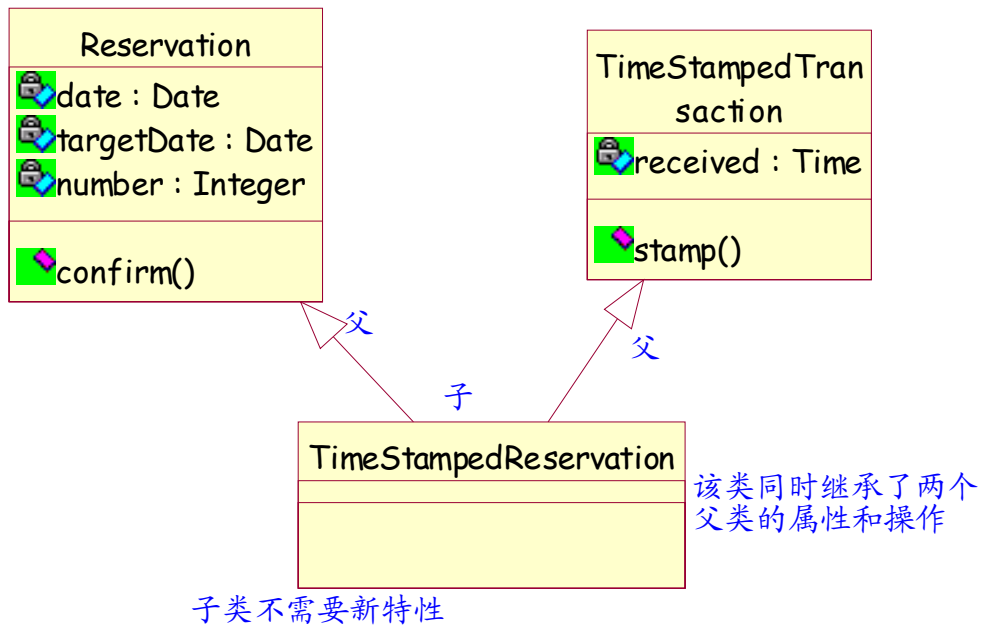 Reservation
date : Date
targetDate : Date
number : Integer
confirm()
TimeStampedTran
saction
received : Time
stamp()
父
父
子
TimeStampedReservation
该类同时继承了两个
父类的属性和操作
子类不需要新特性